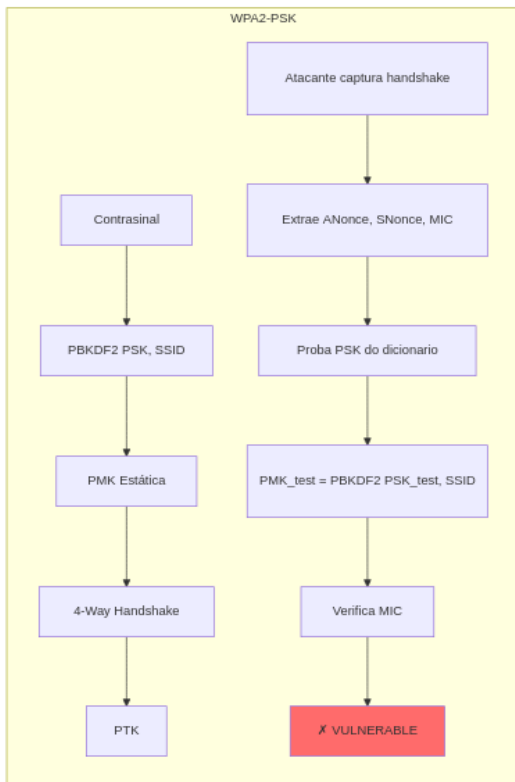 WPA2-PSK
Contrasinal
PBKDF2 PSK, SSID
PMK Estática
4-Way Handshake
PTK
Atacante captura handshake
Extrae ANonce, SNonce, MIC
Proba PSK do dicionario
PMK_test = PBKDF2 PSK_test, SSID
Verifica MIC
✗ VULNERABLE